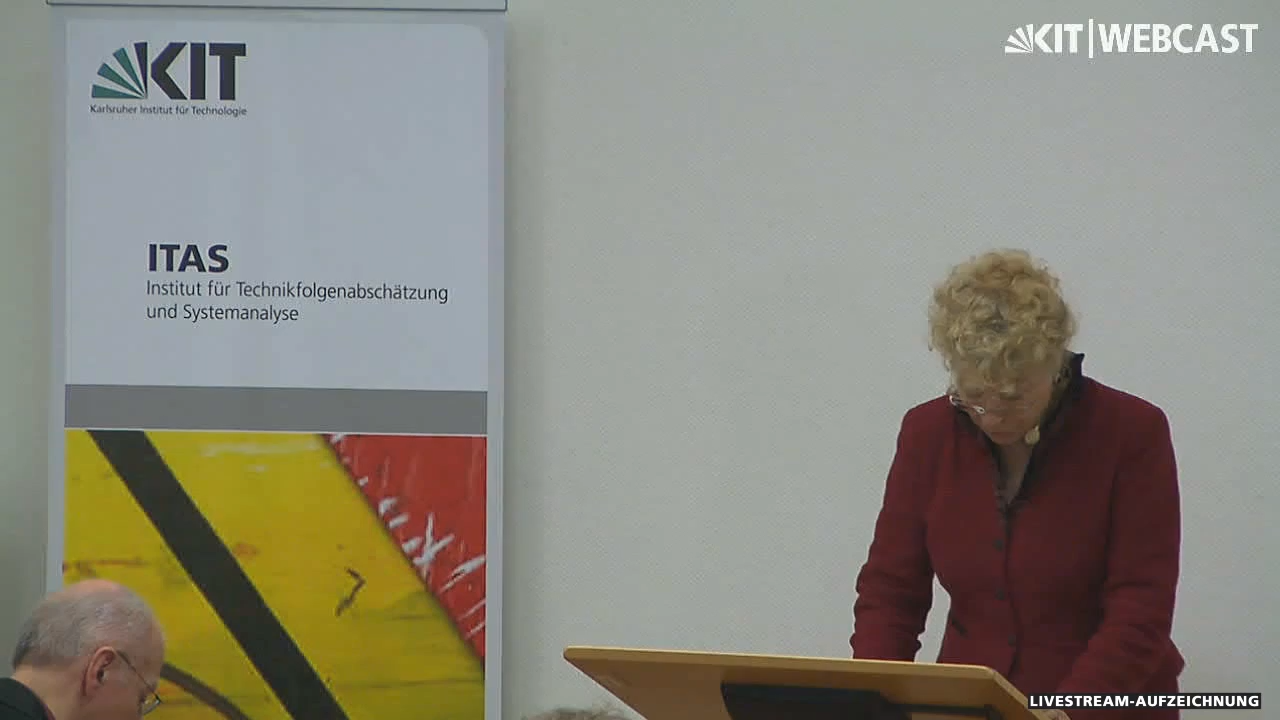 KIT
Karlsruher Institut für Technologie
KIT|WEBCAST
ITAS
Institut für Technikfolgenabschätzung
und Systemanalyse
LIVESTREAM-AUFZEICHNUNG